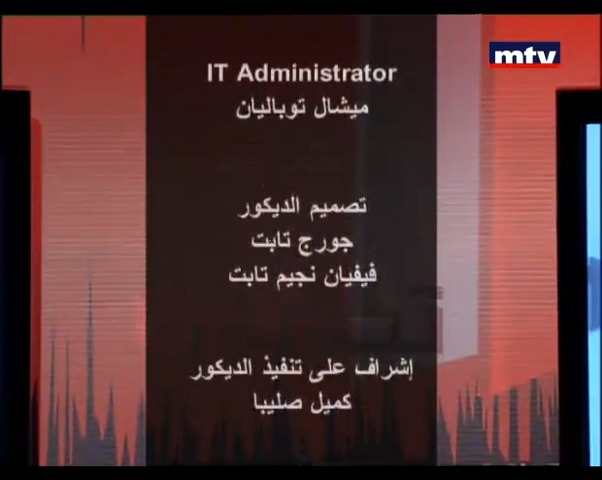 mtv
IT Administrator
ميشال توباليان
تصميم الديكور
جورج تابت
فيفيان نجيم تابت
إشراف على تنفيذ الديكور
كميل صليبا